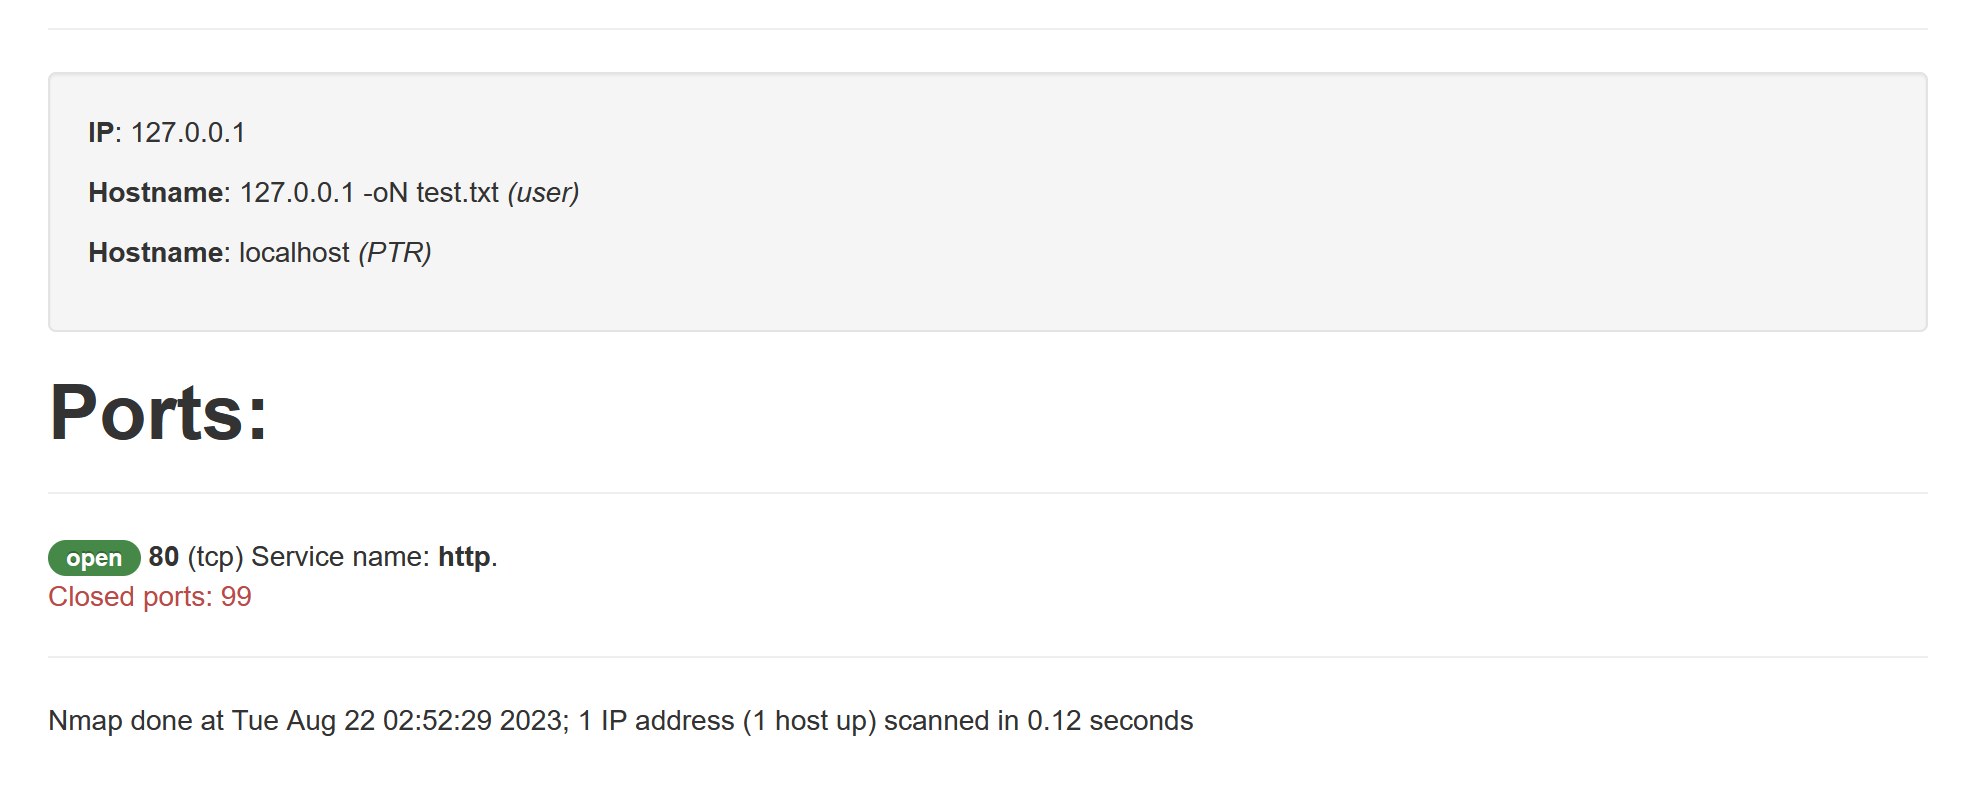 IP: 127.0.0.1
Hostname: 127.0.0.1 -oN test.txt (user)
Hostname: localhost (PTR)
Ports:
open 80 (tcp) Service name: http.
Closed ports: 99
Nmap done at Tue Aug 22 02:52:29 2023; 1 IP address (1 host up) scanned in 0.12 seconds